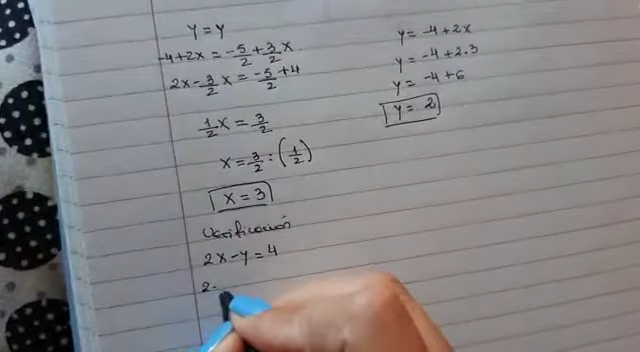 y = y
-4+2x = -5/2 + 3/2 x
2x - 3/2 x = -5/2 + 4
1/2 x = 3/2
x = 3/2 : (1/2)
x = 3
Verificación
2x - y = 4
2.
y = -4+2x
y = -4+2.3
y = -4+6
y = 2